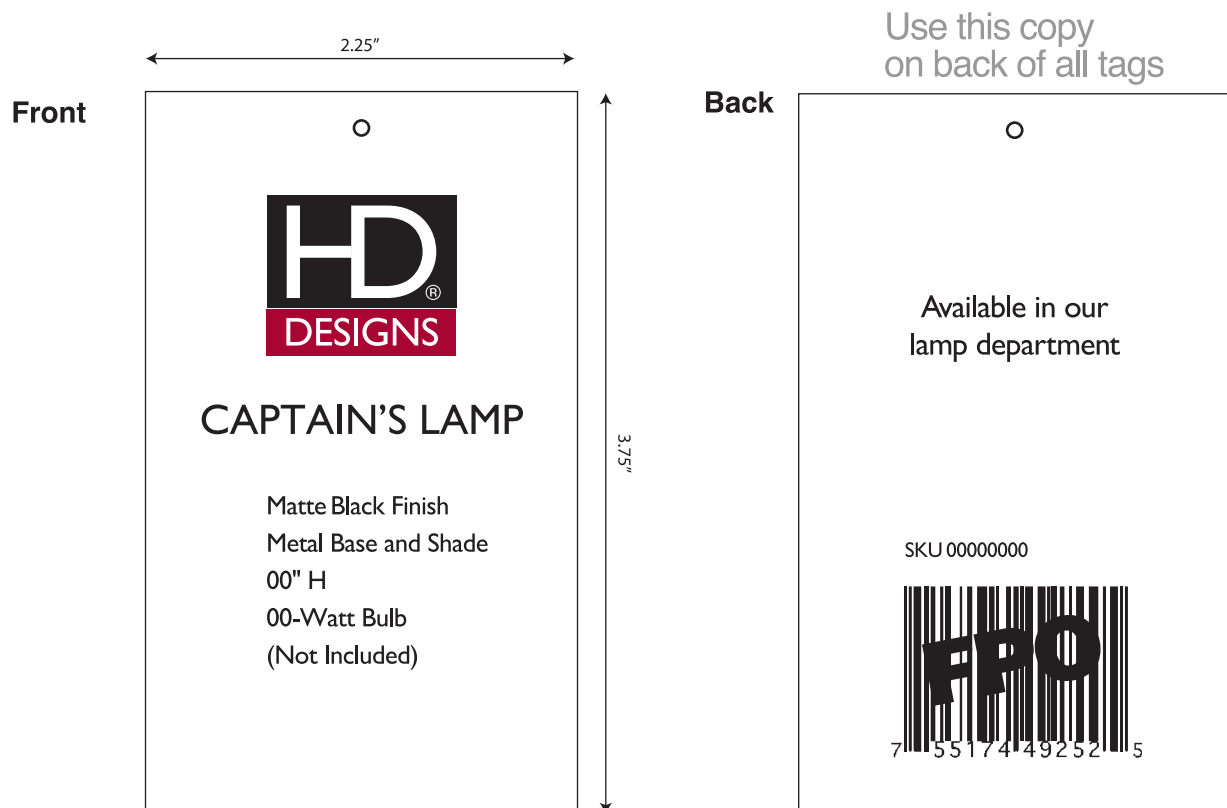 Use this copy
on back of all tags
2.25"
Front
HD®
DESIGNS
CAPTAIN'S LAMP
Matte Black Finish
Metal Base and Shade
00" H
00-Watt Bulb
(Not Included)
3.75"
Back
Available in our
lamp department
SKU 00000000
FPO
7 55174 49252 5